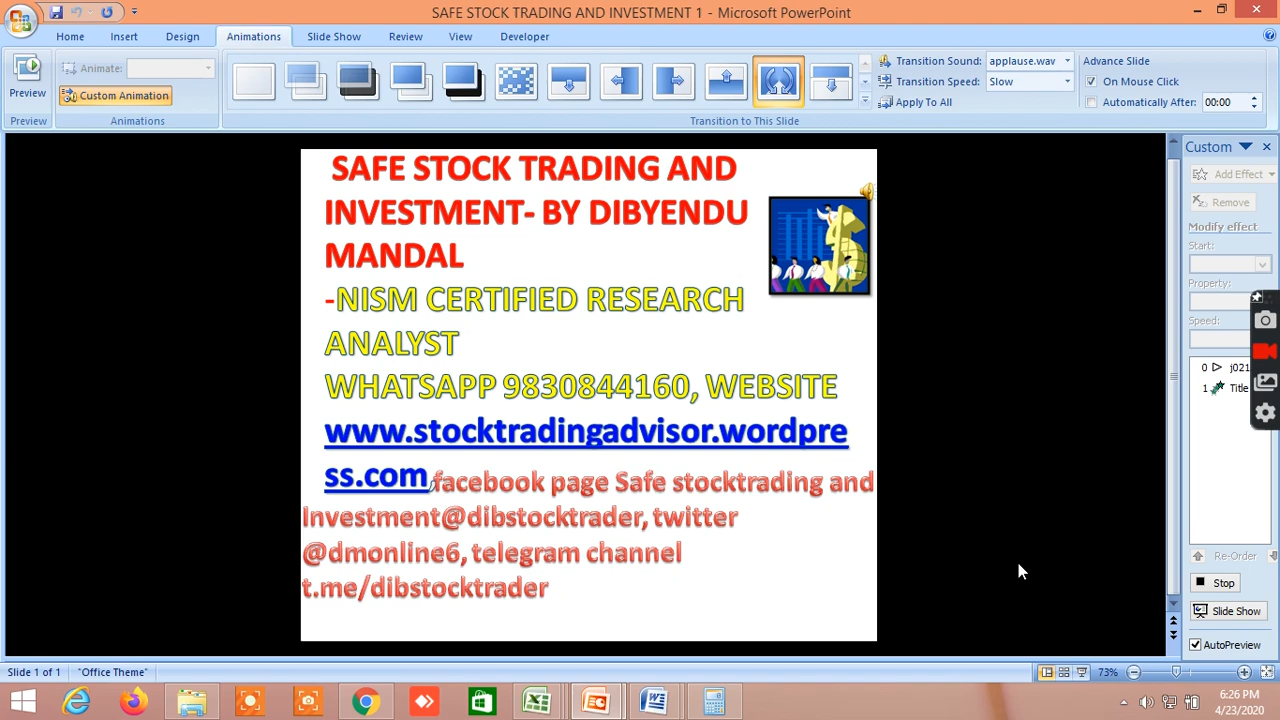 SAFE STOCK TRADING AND INVESTMENT 1 - Microsoft PowerPoint
Home Insert Design Animations Slide Show Review View Developer
Preview
Animate:
Custom Animation
Transition Sound: applause.wav
Transition Speed: Slow
Apply To All
Advance Slide
On Mouse Click
Automatically After: 00:00
Preview Animations Transition to This Slide
SAFE STOCK TRADING AND
INVESTMENT- BY DIBYENDU
MANDAL
-NISM CERTIFIED RESEARCH
ANALYST
WHATSAPP 9830844160, WEBSITE
www.stocktradingadvisor.wordpre
ss.com,facebook page Safe stocktrading and
Investment@dibstocktrader, twitter
@dmonline6, telegram channel
t.me/dibstocktrader
Custom
Add Effect
Remove
Modify effect
Start:
Property:
Speed:
0 j021
1 Title
Re-Order
Stop
Slide Show
AutoPreview
Slide 1 of 1 "Office Theme" 73%
6:26 PM
4/23/2020